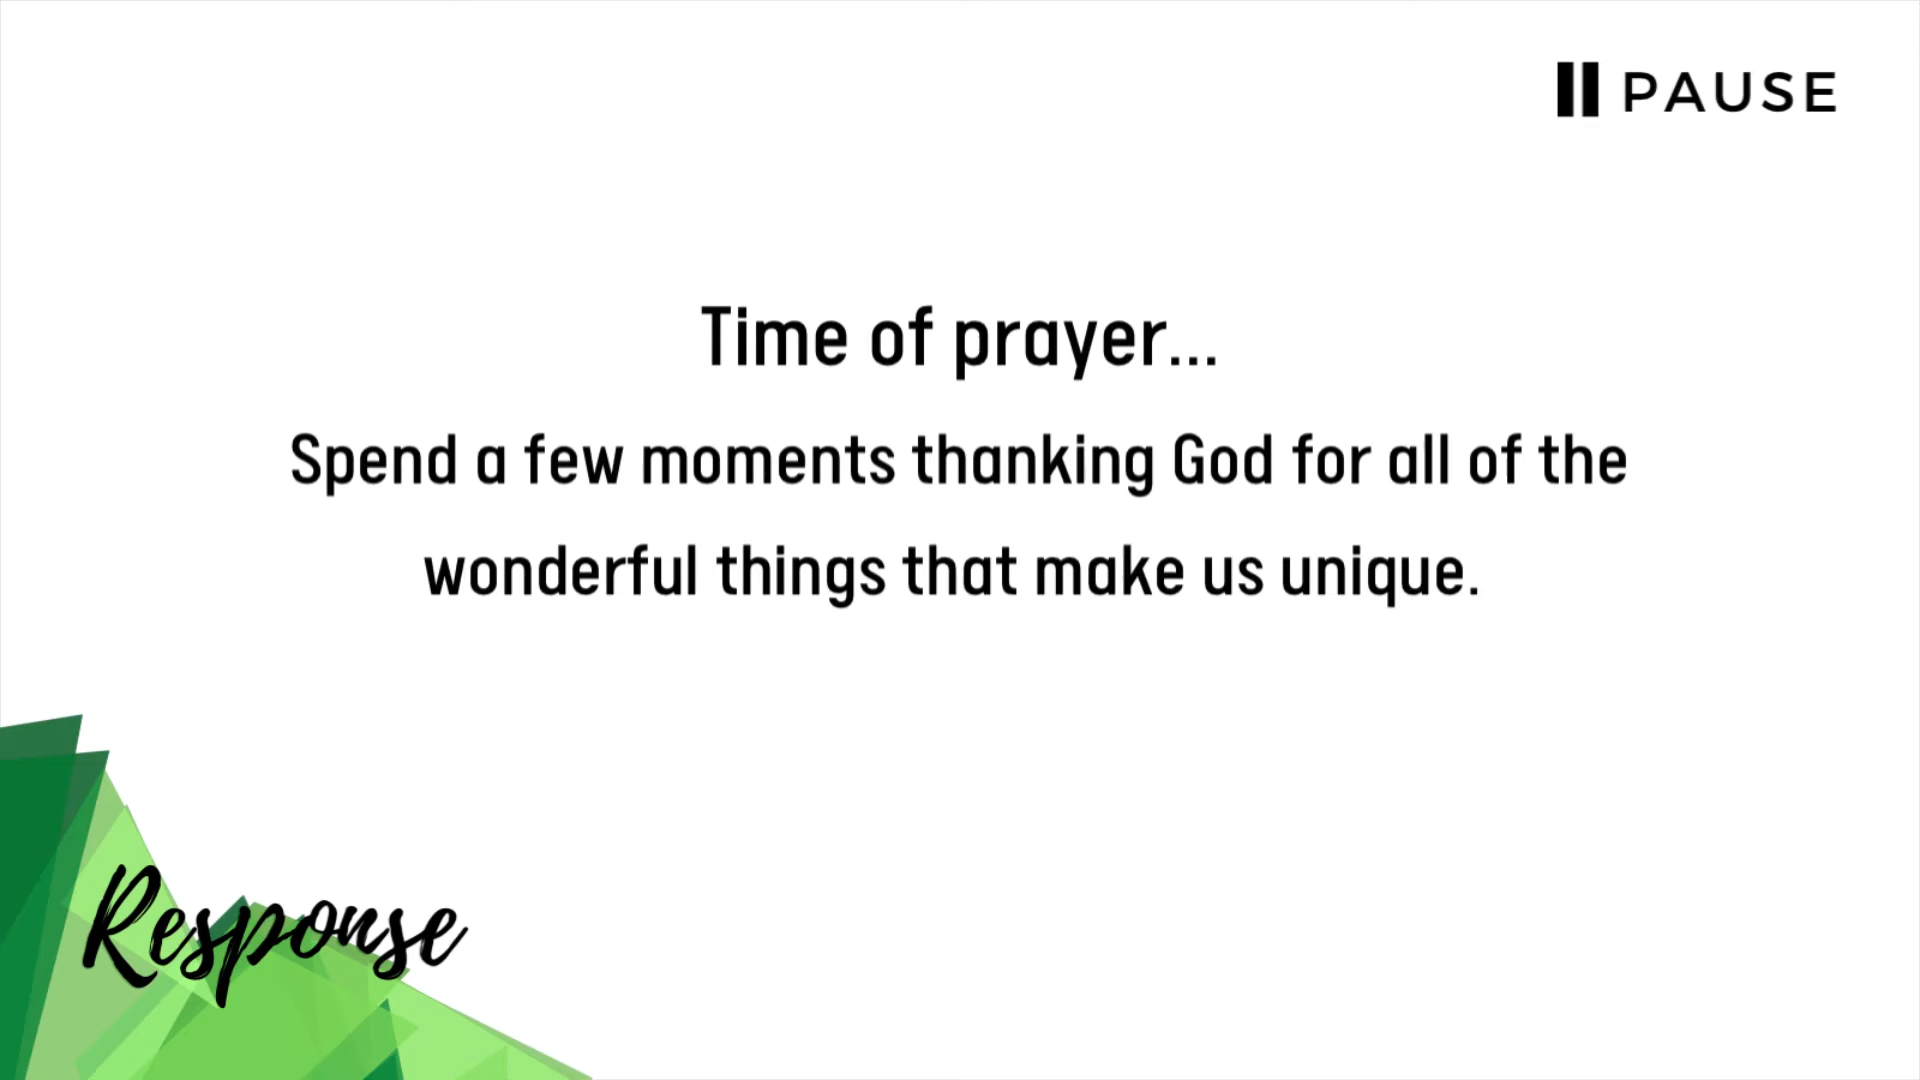 PAUSE
Time of prayer...
Spend a few moments thanking God for all of the
wonderful things that make us unique.
Response